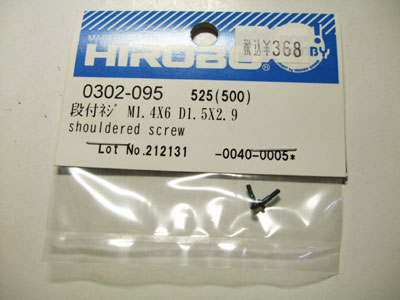 HIROBO®
税込¥368
BY
0302-095 525(500)
段付ネジ M1.4X6 D1.5X2.9
shouldered screw
Lot No.212131 -0040-0005*